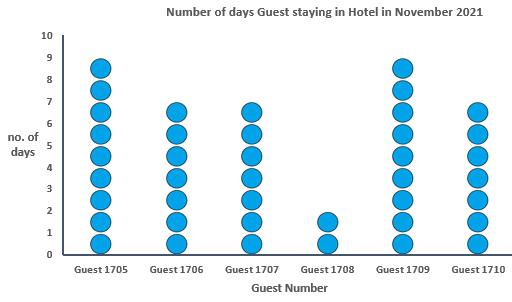 Number of days Guest staying in Hotel in November 2021
10
9
8
7
6
5
4
3
2
1
0
no. of
days
Guest 1705 Guest 1706 Guest 1707 Guest 1708 Guest 1709 Guest 1710
Guest Number